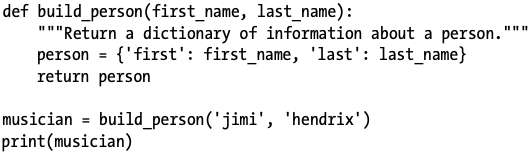 def build_person(first_name, last_name):
    """Return a dictionary of information about a person."""
    person = {'first': first_name, 'last': last_name}
    return person

musician = build_person('jimi', 'hendrix')
print(musician)